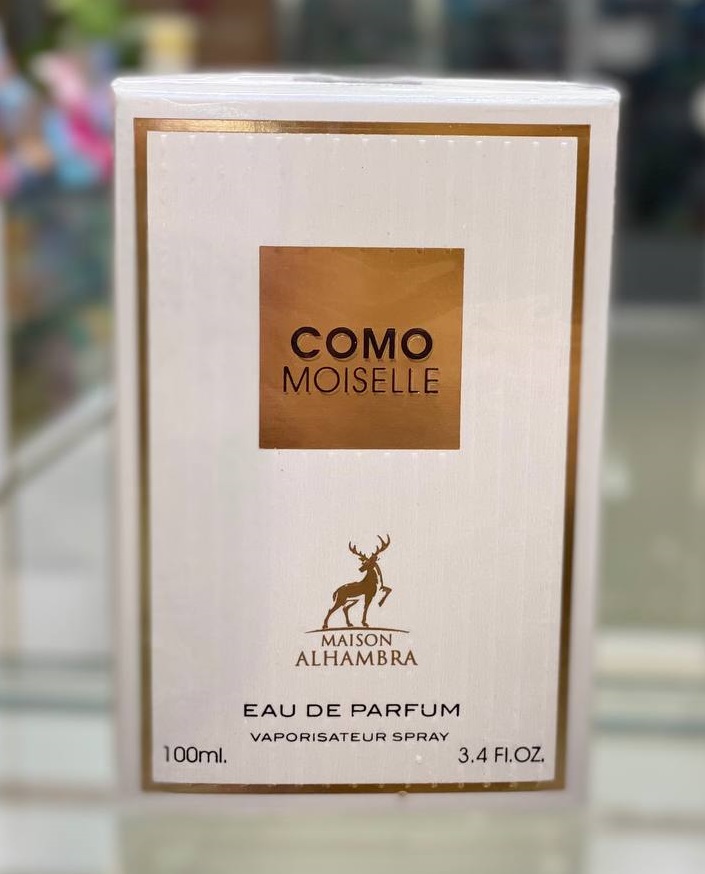 COMO
MOISELLE
MAISON
ALHAMBRA
EAU DE PARFUM
VAPORISATEUR SPRAY
100ml.
3.4 Fl.OZ.